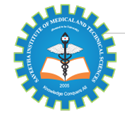 SAVEETHA INSTITUTE OF MEDICAL AND TECHNICAL SCIENCES
2005
Knowledge Conquers All